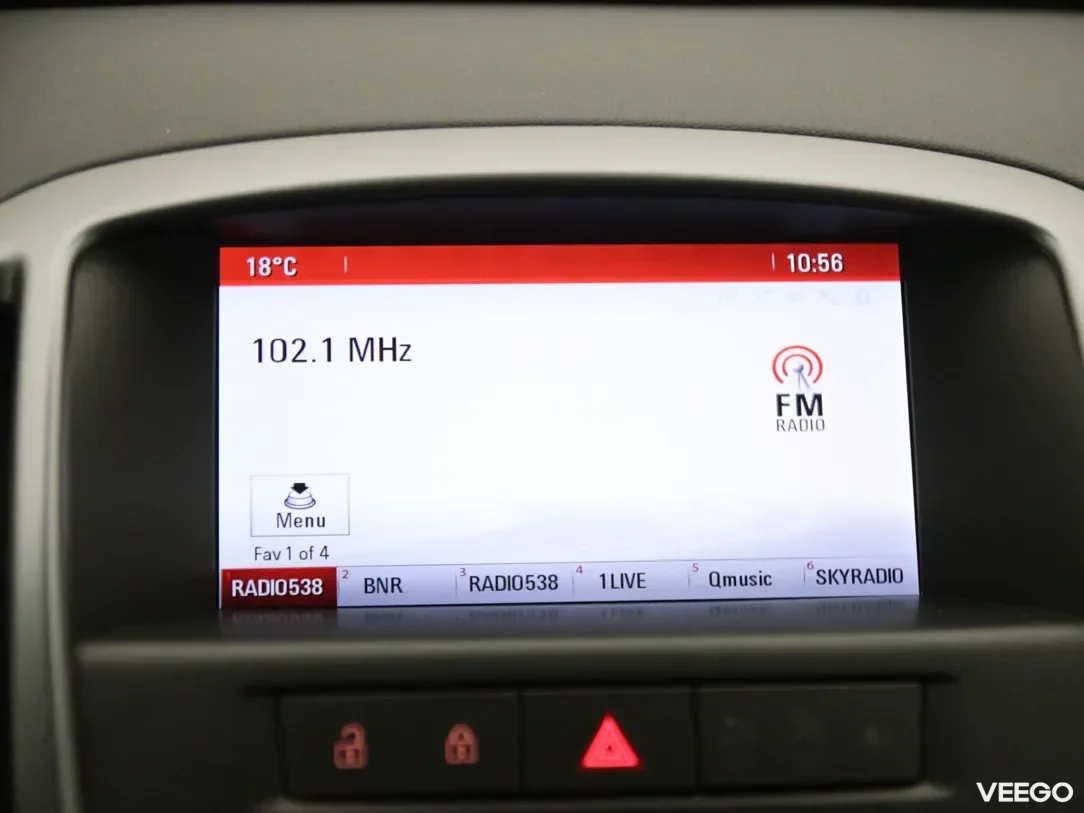 18°C 10:56
102.1 MHz
FM
RADIO
Menu
Fav 1 of 4
1 RADIO538 2 BNR 3 RADIO538 4 1LIVE 5 Qmusic 6 SKYRADIO
VEEGO